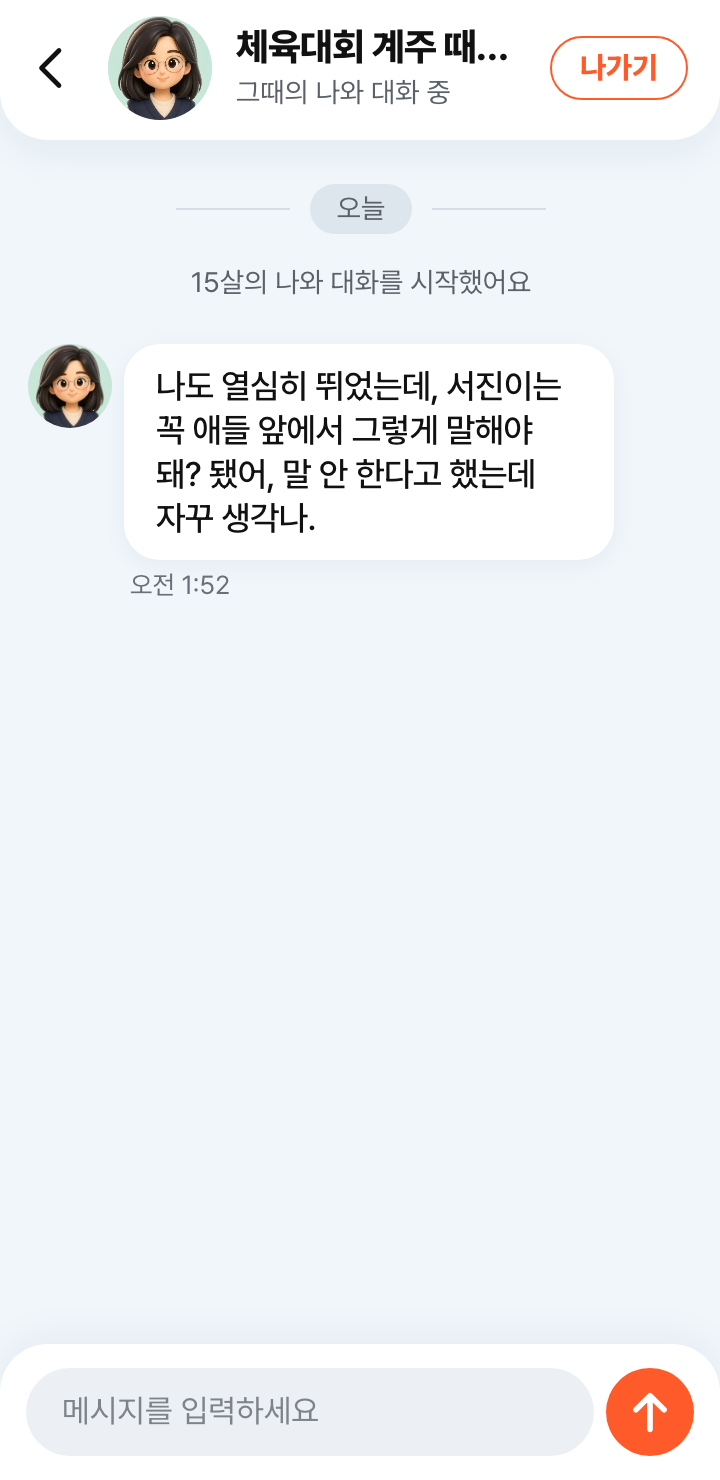 체육대회 계주 때...
그때의 나와 대화 중
나가기
오늘
15살의 나와 대화를 시작했어요
나도 열심히 뛰었는데, 서진이는
꼭 애들 앞에서 그렇게 말해야
돼? 됐어, 말 안 한다고 했는데
자꾸 생각나.
오전 1:52
메시지를 입력하세요